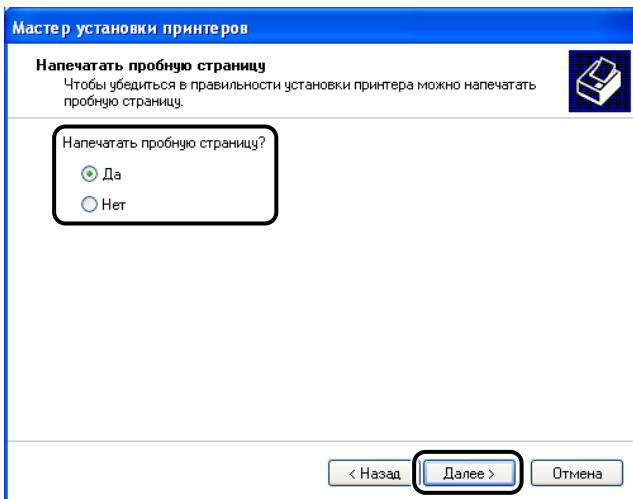 Мастер установки принтеров
Напечатать пробную страницу
Чтобы убедиться в правильности установки принтера можно напечатать
пробную страницу.
Напечатать пробную страницу?
Да
Нет
< Назад
Далее >
Отмена